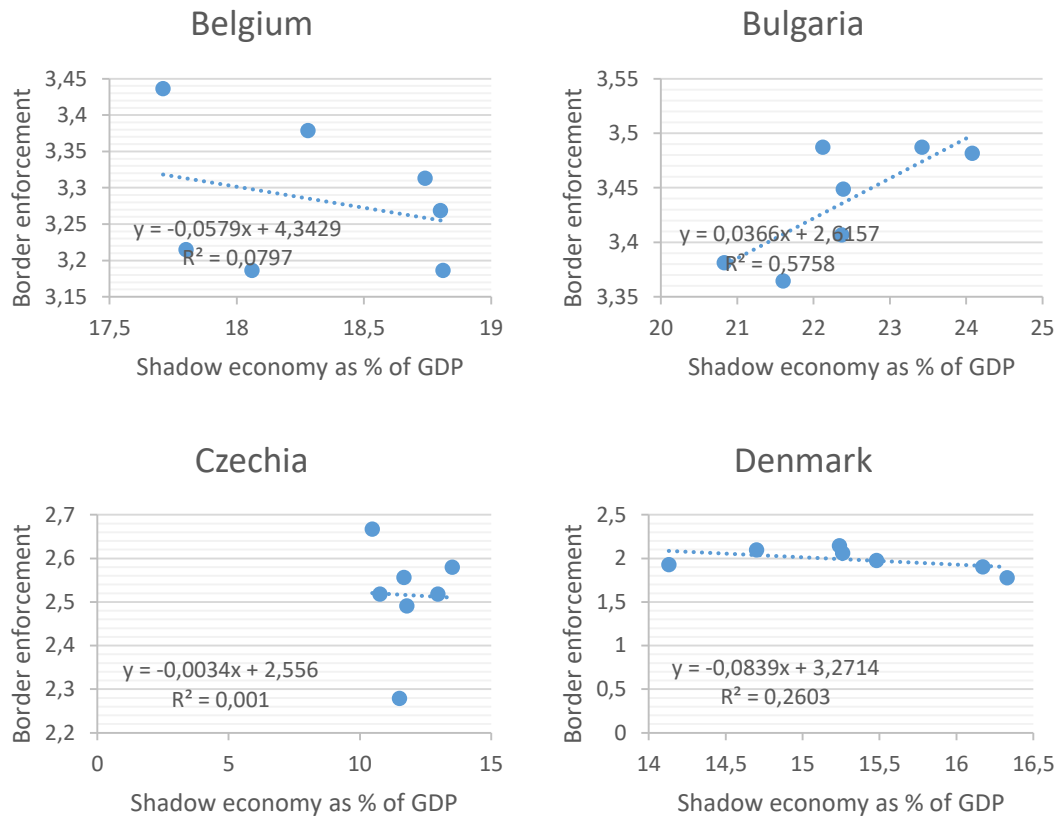 Belgium
Border enforcement
3,45
3,4
3,35
3,3
3,25
3,2
3,15
y = -0,0579x + 4,3429
R² = 0,0797
17,5
18
18,5
19
Shadow economy as % of GDP
Bulgaria
Border enforcement
3,55
3,5
3,45
3,4
3,35
y = 0,0366x + 2,6157
R² = 0,5758
20
21
22
23
24
25
Shadow economy as % of GDP
Czechia
Border enforcement
2,7
2,6
2,5
2,4
2,3
2,2
y = -0,0034x + 2,556
R² = 0,001
0
5
10
15
Shadow economy as % of GDP
Denmark
Border enforcement
2,5
2
1,5
1
0,5
0
y = -0,0839x + 3,2714
R² = 0,2603
14
14,5
15
15,5
16
16,5
Shadow economy as % of GDP